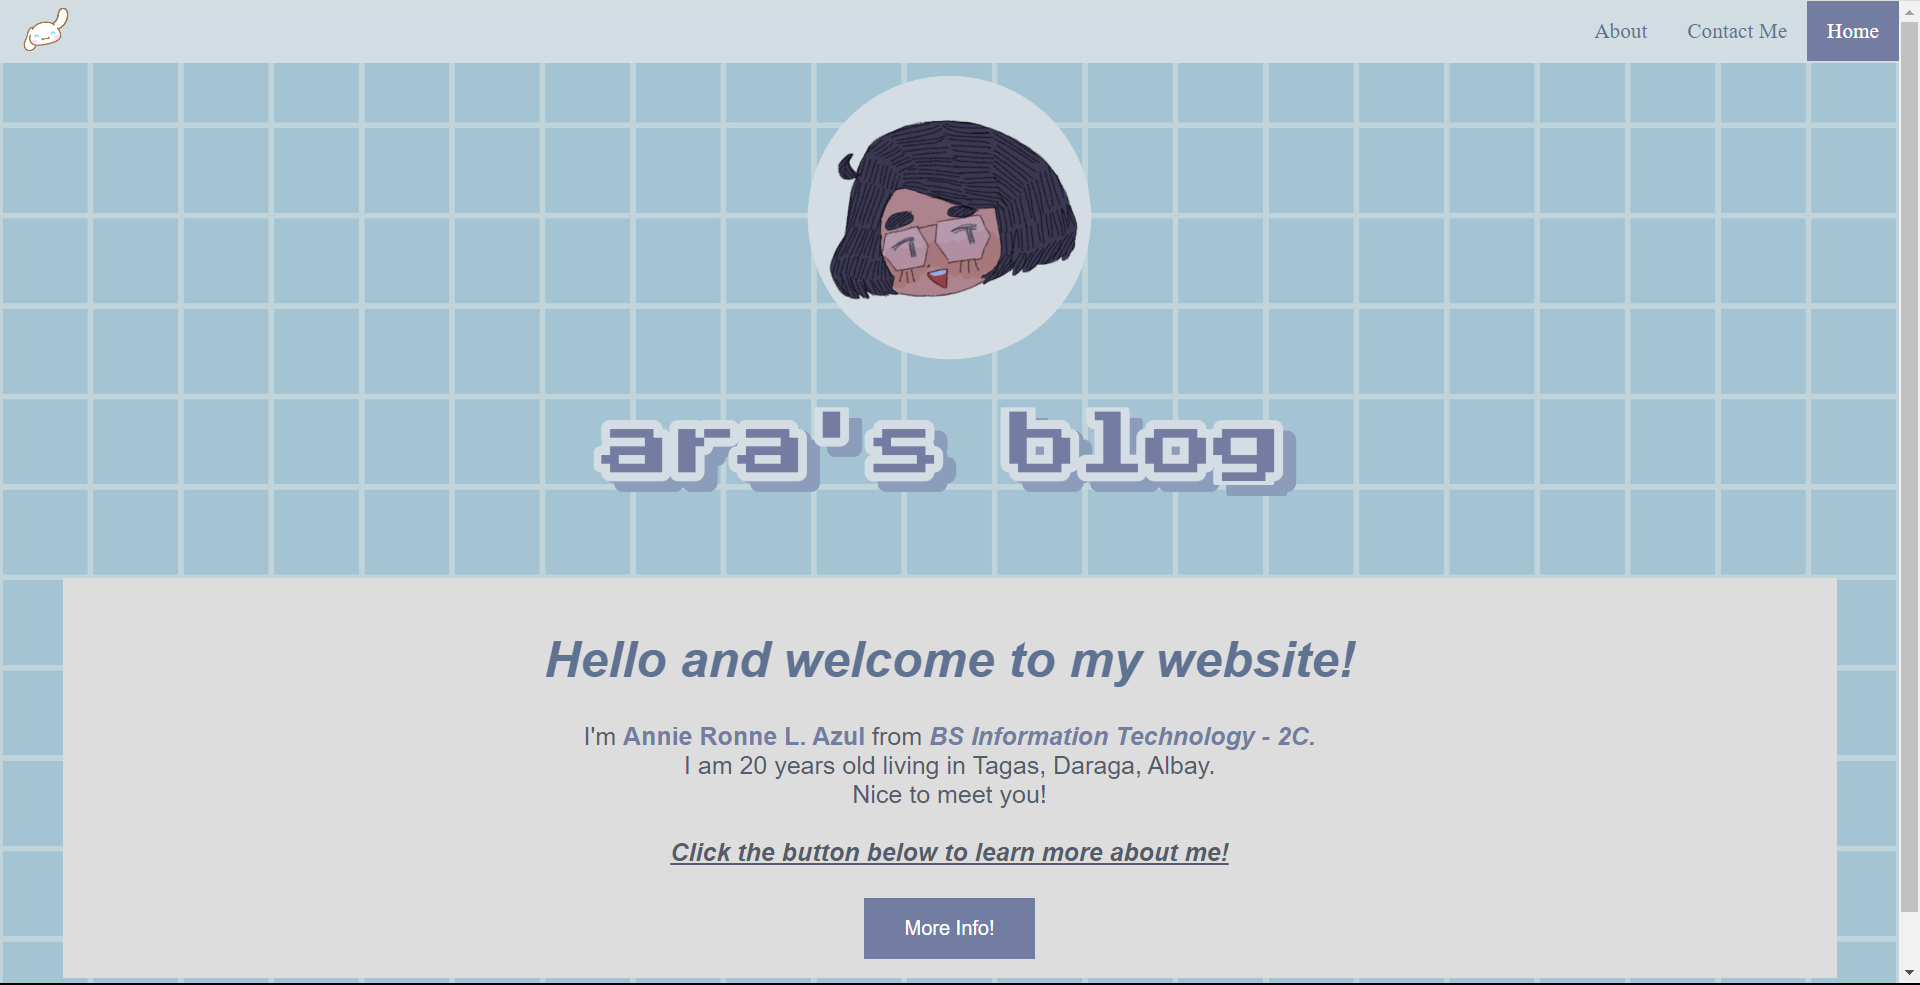 About Contact Me Home
ara's blog
Hello and welcome to my website!
I'm Annie Ronne L. Azul from BS Information Technology - 2C.
I am 20 years old living in Tagas, Daraga, Albay.
Nice to meet you!
Click the button below to learn more about me!
More Info!